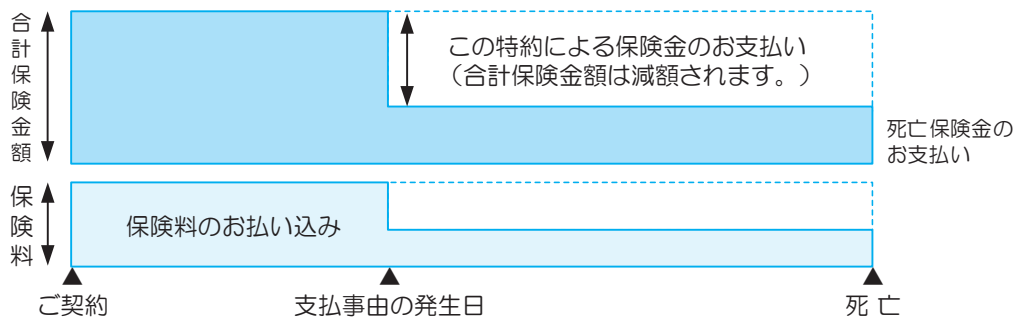 合計保険金額
この特約による保険金のお支払い
（合計保険金額は減額されます。）
死亡保険金の
お支払い
保険料
保険料のお払い込み
ご契約
支払事由の発生日
死 亡